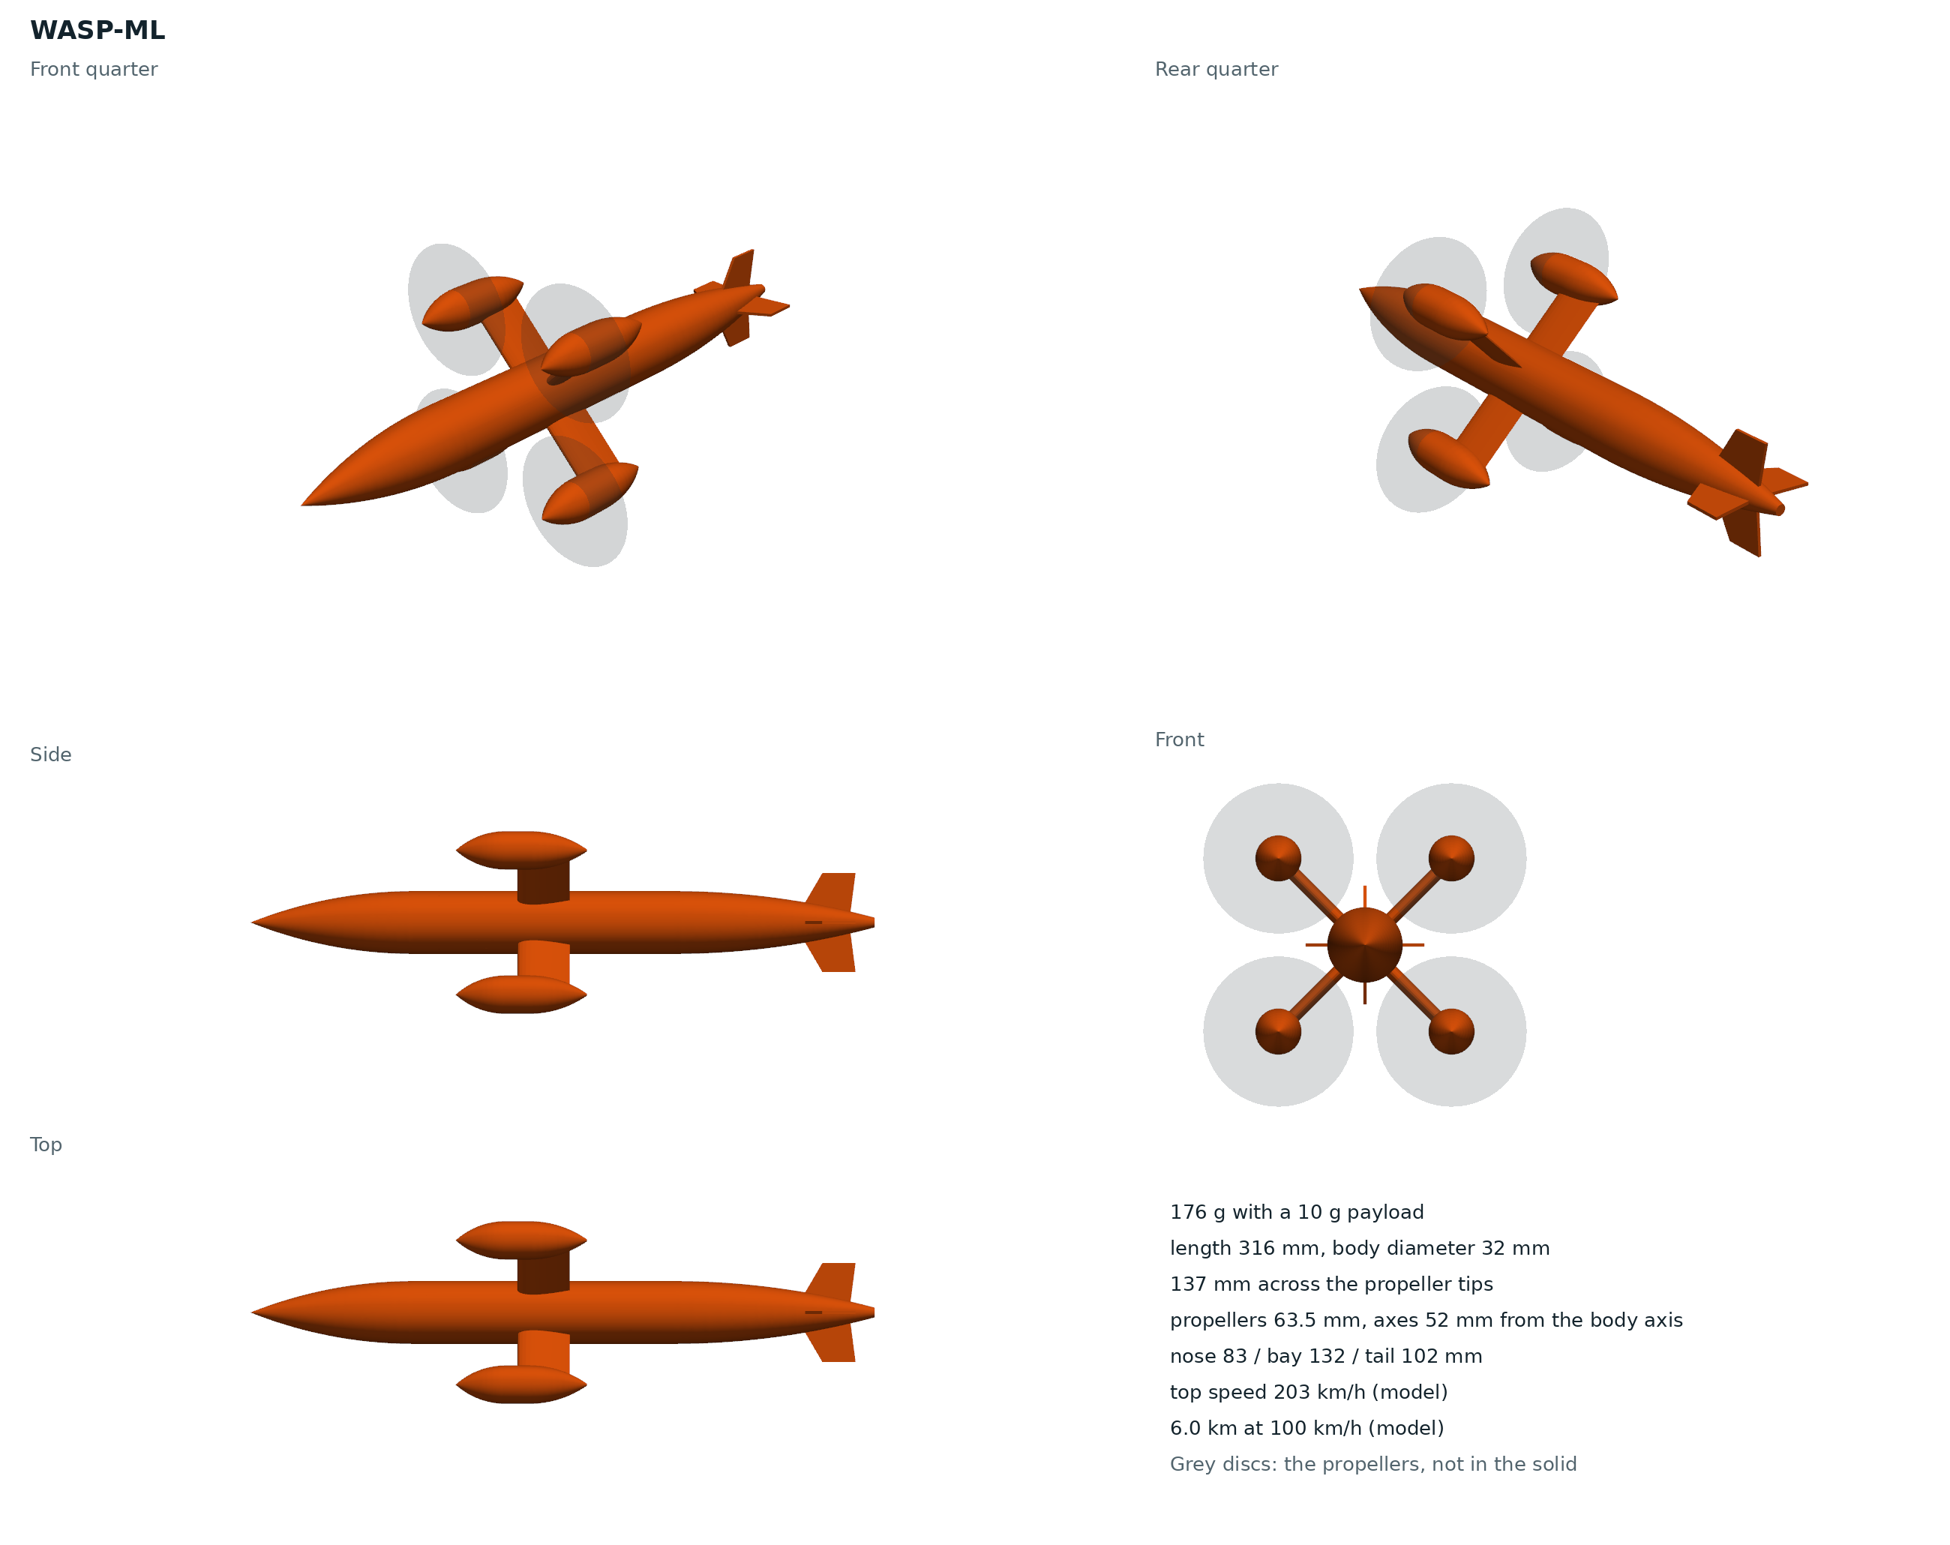 WASP-ML
Front quarter
Rear quarter
Side
Front
Top
176 g with a 10 g payload
length 316 mm, body diameter 32 mm
137 mm across the propeller tips
propellers 63.5 mm, axes 52 mm from the body axis
nose 83 / bay 132 / tail 102 mm
top speed 203 km/h (model)
6.0 km at 100 km/h (model)
Grey discs: the propellers, not in the solid